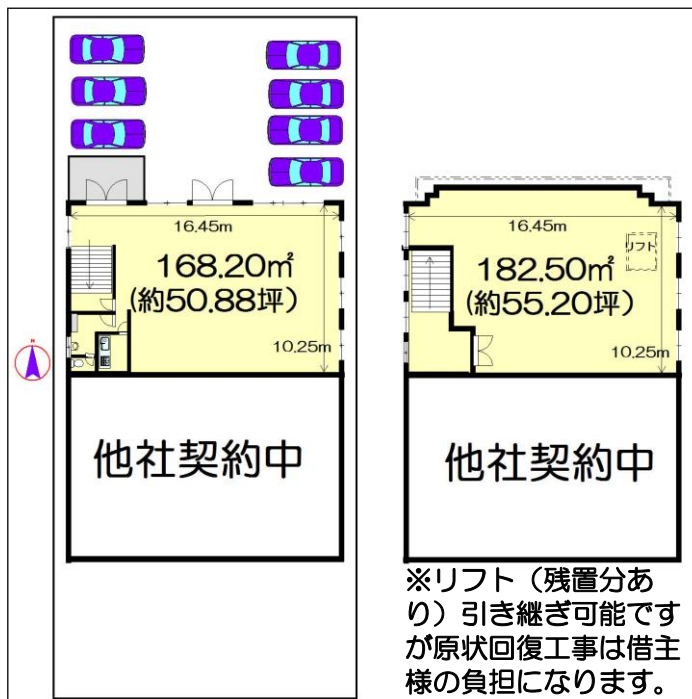 16.45m
168.20㎡
(約50.88坪)
10.25m
他社契約中
N
16.45m
リフト
182.50㎡
(約55.20坪)
10.25m
他社契約中
※リフト（残置分あ
り）引き継ぎ可能です
が原状回復工事は借主
様の負担になります。